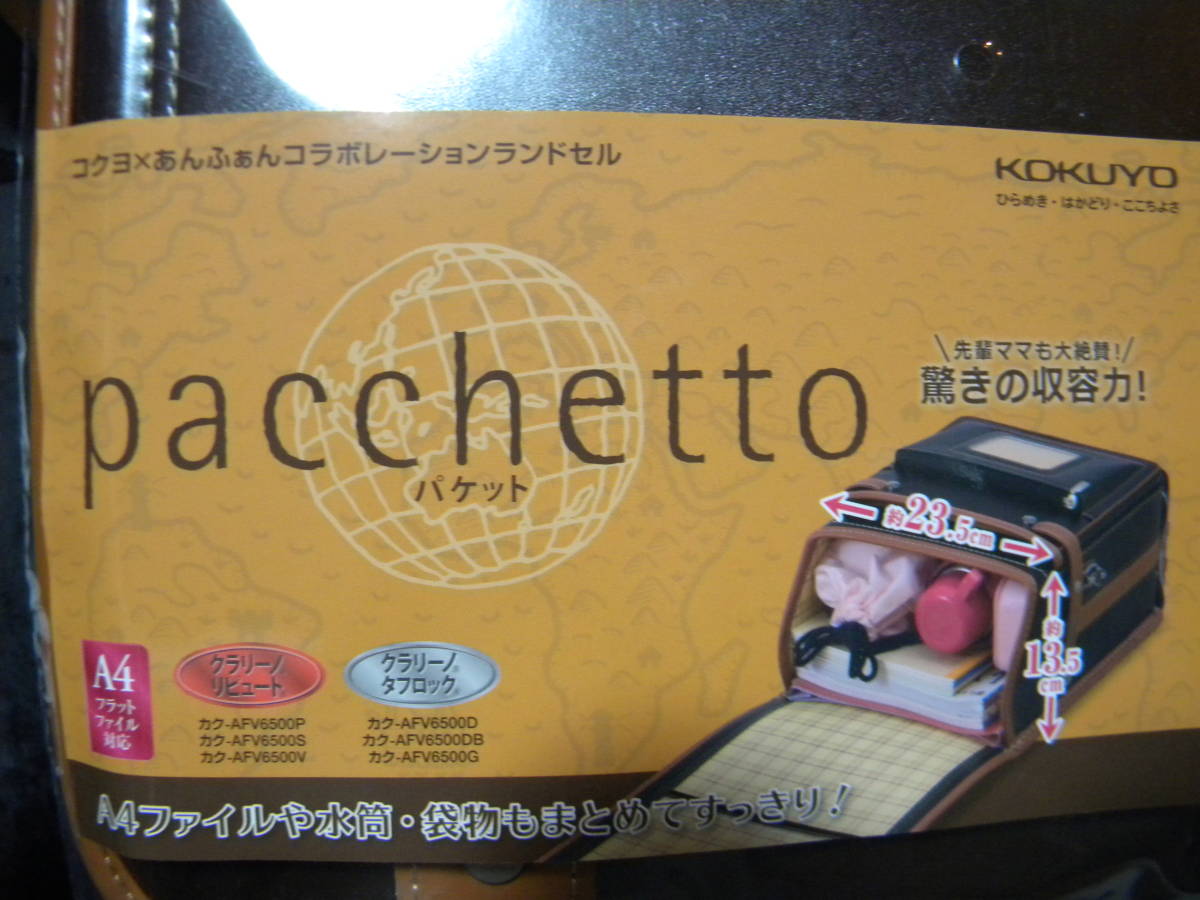 コクヨ×あんふぁんコラボレーションランドセル
KOKUYO
ひらめき・はかどり・ここちよさ
pacchetto
パケット
\先輩ママも大絶賛!/
驚きの収容力!
約23.5cm
約13.5cm
A4
フラット
ファイル
対応
クラリーノ®
リビュート®
カク-AFV6500P
カク-AFV6500S
カク-AFV6500V
クラリーノ®
タフロック®
カク-AFV6500D
カク-AFV6500DB
カク-AFV6500G
A4ファイルや水筒・袋物もまとめてすっきり!